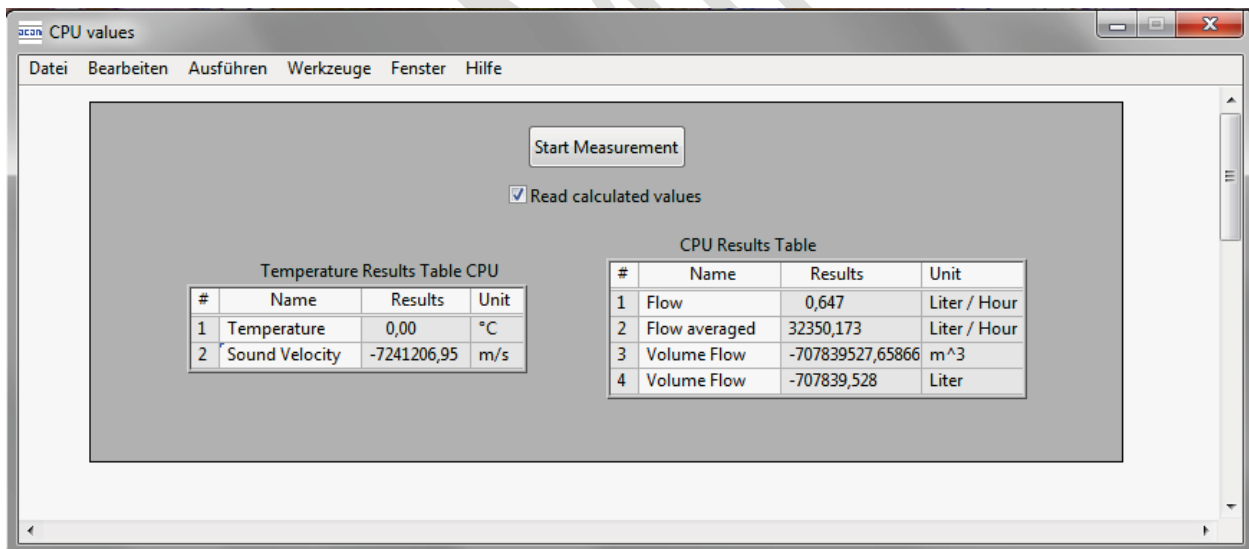 acan CPU values
Datei Bearbeiten Ausführen Werkzeuge Fenster Hilfe
Start Measurement
Read calculated values
Temperature Results Table CPU
# Name Results Unit
1 Temperature 0,00 °C
2 Sound Velocity -7241206,95 m/s
CPU Results Table
# Name Results Unit
1 Flow 0,647 Liter / Hour
2 Flow averaged 32350,173 Liter / Hour
3 Volume Flow -707839527,65866 m^3
4 Volume Flow -707839,528 Liter